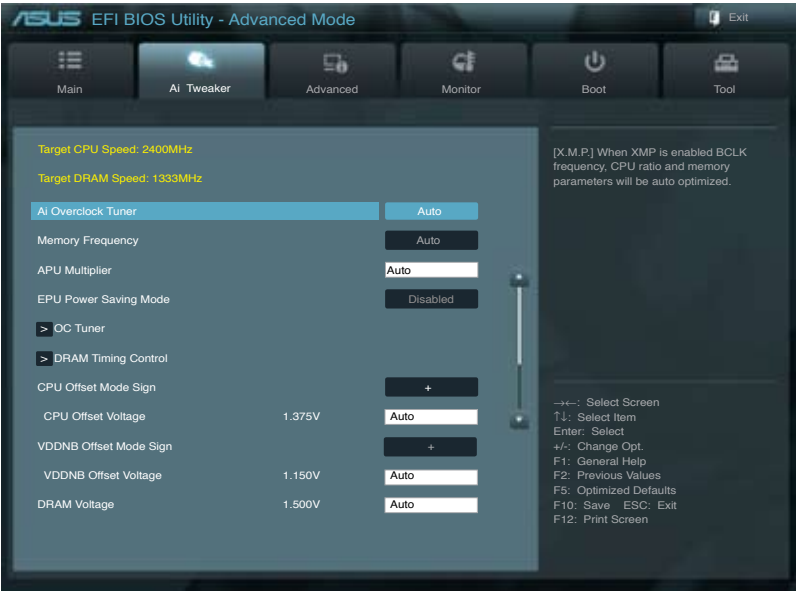 ASUS EFI BIOS Utility - Advanced Mode
Exit
Main
Ai Tweaker
Advanced
Monitor
Boot
Tool
Target CPU Speed: 2400MHz
Target DRAM Speed: 1333MHz
Ai Overclock Tuner Auto
Memory Frequency Auto
APU Multiplier Auto
EPU Power Saving Mode Disabled
> OC Tuner
> DRAM Timing Control
CPU Offset Mode Sign +
CPU Offset Voltage 1.375V Auto
VDDNB Offset Mode Sign +
VDDNB Offset Voltage 1.150V Auto
DRAM Voltage 1.500V Auto
[X.M.P.] When XMP is enabled BCLK
frequency, CPU ratio and memory
parameters will be auto optimized.
→←: Select Screen
↑↓: Select Item
Enter: Select
+/-: Change Opt.
F1: General Help
F2: Previous Values
F5: Optimized Defaults
F10: Save ESC: Exit
F12: Print Screen